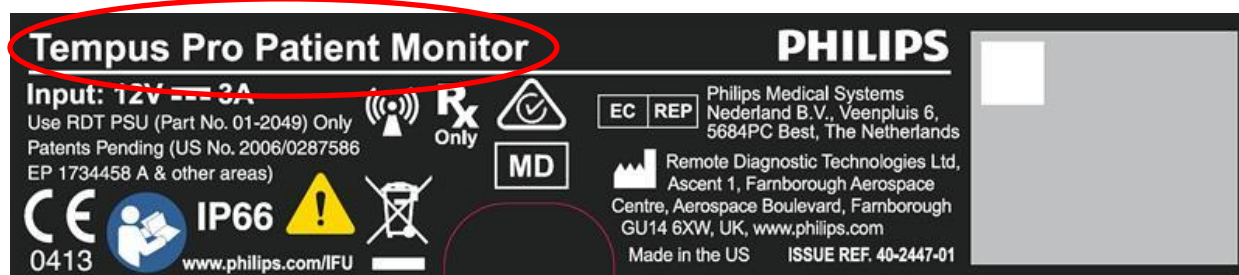 Tempus Pro Patient Monitor
PHILIPS
Input: 12V 3A
Use RDT PSU (Part No. 01-2049) Only
Patents Pending (US No. 2006/0287586
EP 1734458 A & other areas)
Rx
Only
MD
CE
0413
IP66
www.philips.com/IFU
EC REP
Philips Medical Systems
Nederland B.V., Veenpluis 6,
5684PC Best, The Netherlands
Remote Diagnostic Technologies Ltd,
Ascent 1, Farnborough Aerospace
Centre, Aerospace Boulevard, Farnborough
GU14 6XW, UK, www.philips.com
Made in the US
ISSUE REF. 40-2447-01